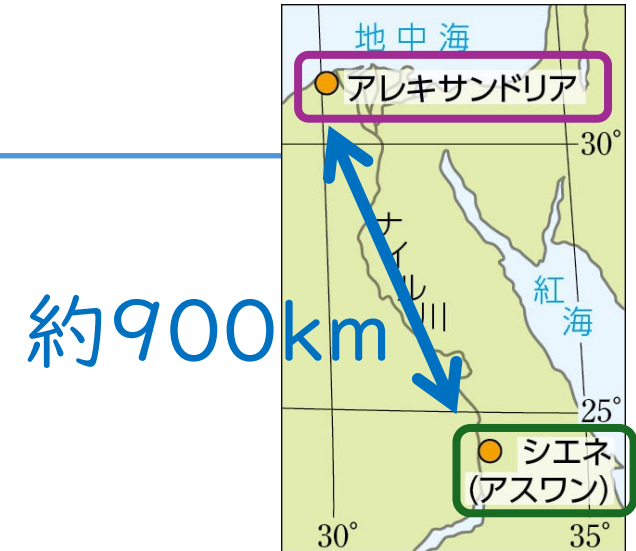 地中海
アレキサンドリア
30°
ナイル川
紅海
約900km
25°
シエネ
(アスワン)
30°
35°